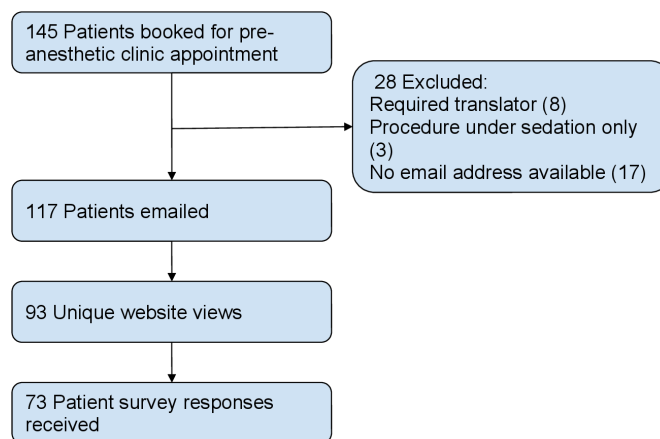 145 Patients booked for pre-
anesthetic clinic appointment
28 Excluded:
Required translator (8)
Procedure under sedation only
(3)
No email address available (17)
117 Patients emailed
93 Unique website views
73 Patient survey responses
received